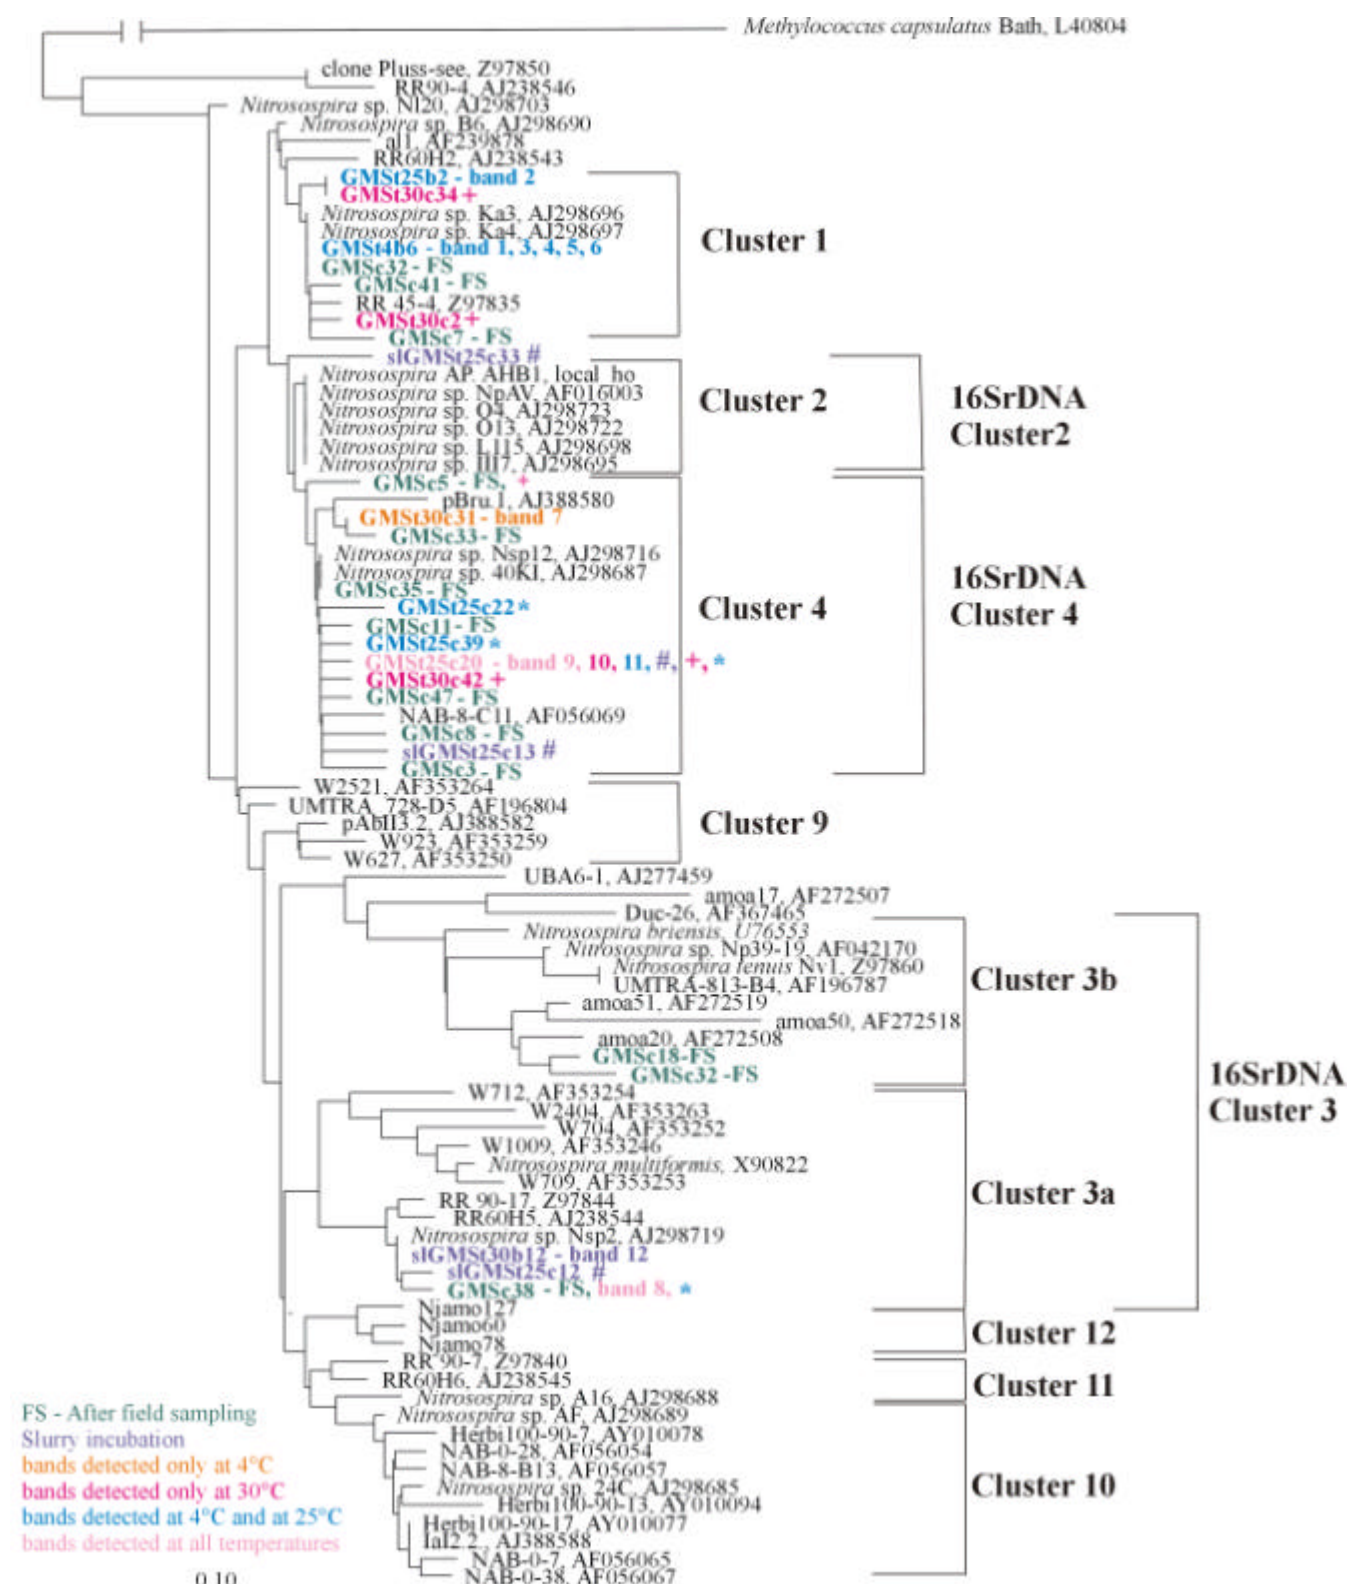 Methylococcus capsulatus Bath, L40804
clone Pluss-see, Z97850
RR90-4, AJ238546
Nitrosospira sp. NI20, AJ298703
Nitrosospira sp. B6, AJ298690
al1, AF239878
RR60H2, AJ238543
GMSt25b2 - band 2
GMSt30c34 +
Nitrosospira sp. Ka3, AJ298696
Nitrosospira sp. Ka4, AJ298697
GMSt4b6 - band 1, 3, 4, 5, 6
GMSc32 - FS
GMSc41 - FS
RR 45-4, Z97835
GMSt30c2 +
GMSc7 - FS
Cluster 1
slGMSt25c33 #
Nitrosospira AP. AHB1, local_ho
Nitrosospira sp. NpAV, AF016003
Nitrosospira sp. O4, AJ298723
Nitrosospira sp. O13, AJ298722
Nitrosospira sp. L115, AJ298698
Nitrosospira sp. III7, AJ298695
Cluster 2
16SrDNA
Cluster2
GMSc5 - FS, +
pBru 1, AJ388580
GMSt30c31 - band 7
GMSc33 - FS
Nitrosospira sp. Nsp12, AJ298716
Nitrosospira sp. 40KI, AJ298687
GMSc35 - FS
GMSt25c22 *
GMSc11 - FS
GMSt25c39 *
GMSt25c20 - band 9, 10, 11, #, +, *
GMSt30c42 +
GMSc47 - FS
NAB-8-C11, AF056069
GMSc8 - FS
slGMSt25c13 #
GMSc3 - FS
Cluster 4
16SrDNA
Cluster 4
W2521, AF353264
UMTRA_728-D5, AF196804
pAbII3.2, AJ388582
W923, AF353259
W627, AF353250
Cluster 9
UBA6-1, AJ277459
amoa17, AF272507
Duc-26, AF367465
Nitrosospira briensis, U76553
Nitrosospira sp. Np39-19, AF042170
Nitrosospira tenuis Nv1, Z97860
UMTRA-813-B4, AF196787
amoa51, AF272519
amoa50, AF272518
amoa20, AF272508
GMSc18-FS
GMSc32 -FS
Cluster 3b
16SrDNA
Cluster 3
W712, AF353254
W2404, AF353263
W704, AF353252
W1009, AF353246
Nitrosospira multiformis, X90822
W709, AF353253
RR 90-17, Z97844
RR60H5, AJ238544
Nitrosospira sp. Nsp2, AJ298719
slGMSt30b12 - band 12
slGMSt25c12 #
GMSc38 - FS, band 8, *
Cluster 3a
Njamo127
Njamo60
Njamo78
Cluster 12
RR 90-7, Z97840
RR60H6, AJ238545
Cluster 11
Nitrosospira sp. A16, AJ298688
Nitrosospira sp. AF, AJ298689
Herbi100-90-7, AY010078
NAB-0-28, AF056054
NAB-8-B13, AF056057
Nitrosospira sp. 24C, AJ298685
Herbi100-90-13, AY010094
Herbi100-90-17, AY010077
IaI2.2., AJ388588
NAB-0-7, AF056065
NAB-0-38, AF056067
Cluster 10
FS - After field sampling
Slurry incubation
bands detected only at 4°C
bands detected only at 30°C
bands detected at 4°C and at 25°C
bands detected at all temperatures
0.10